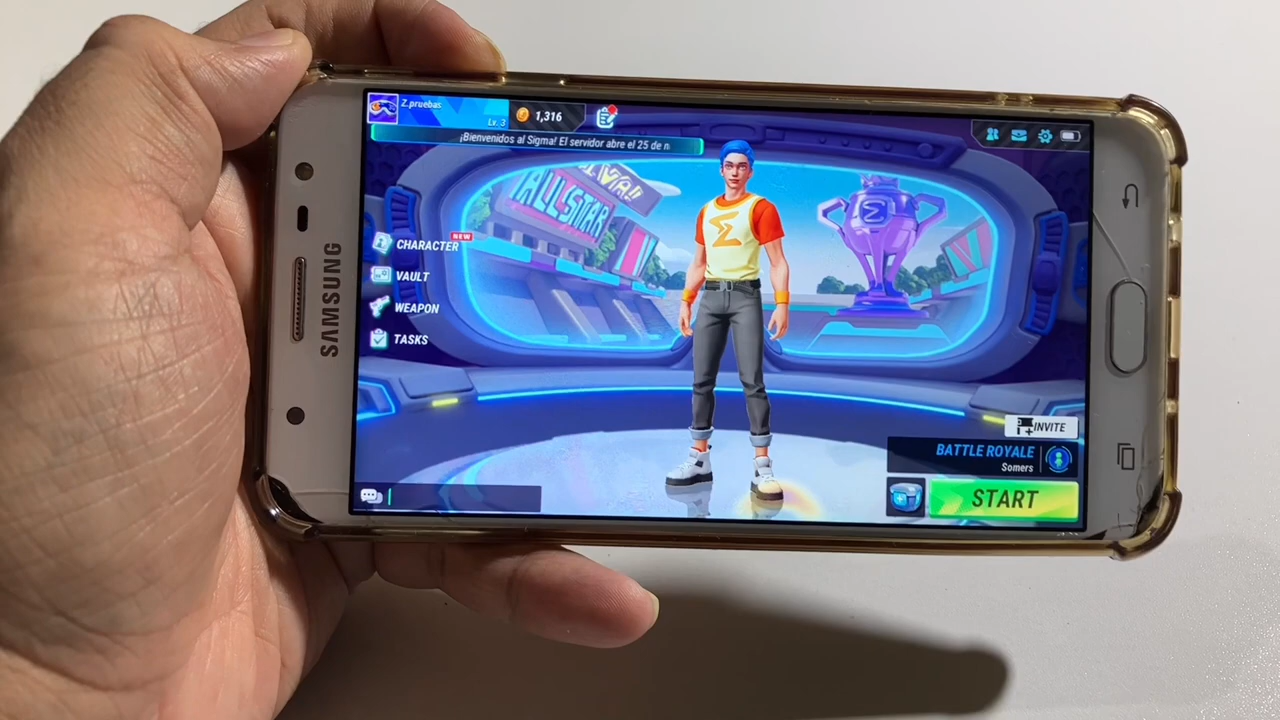 Z.pruebas
Lv. 3
1,316
¡Bienvenidos al Sigma! El servidor abre el 25 de n
ALLSTAR
CHARACTER
NEW
VAULT
WEAPON
TASKS
SAMSUNG
INVITE
BATTLE ROYALE
Somers
START